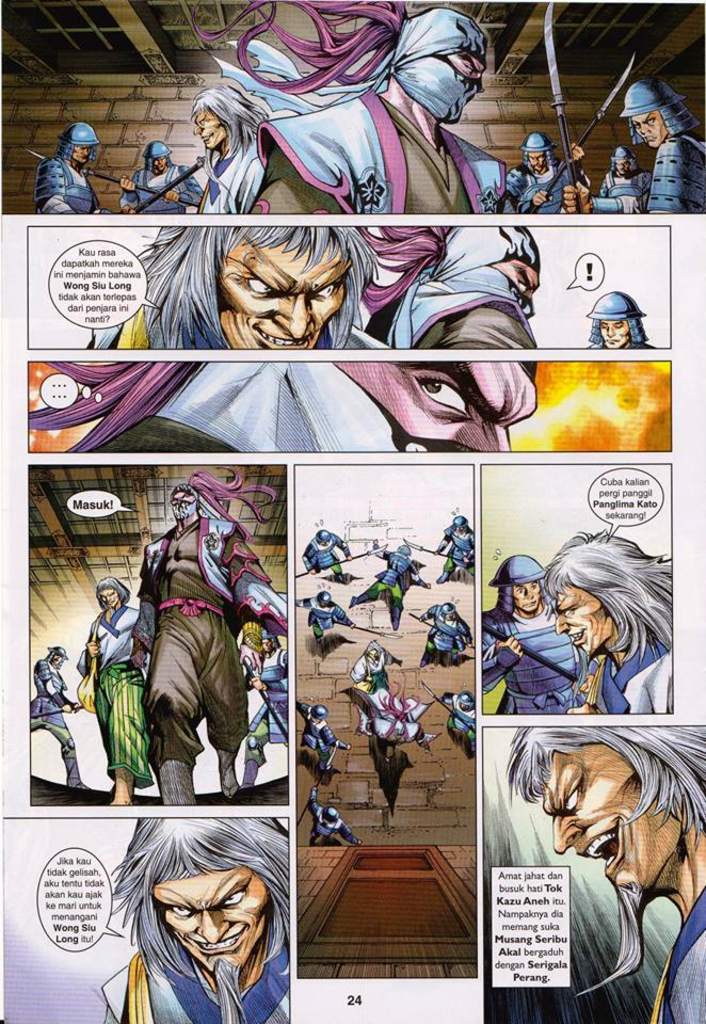 Kau rasa
dapatkah mereka
ini menjamin bahawa
Wong Siu Long
tidak akan terlepas
dari penjara ini
nanti?
!
...
...
Masuk!
Cuba kalian
pergi panggil
Panglima Kato
sekarang!
Jika kau
tidak gelisah,
aku tentu tidak
akan kau ajak
ke mari untuk
menangani
Wong Siu
Long itu!
Amat jahat dan
busuk hati Tok
Kazu Aneh itu.
Nampaknya dia
memang suka
Musang Seribu
Akal bergaduh
dengan Serigala
Perang.
24